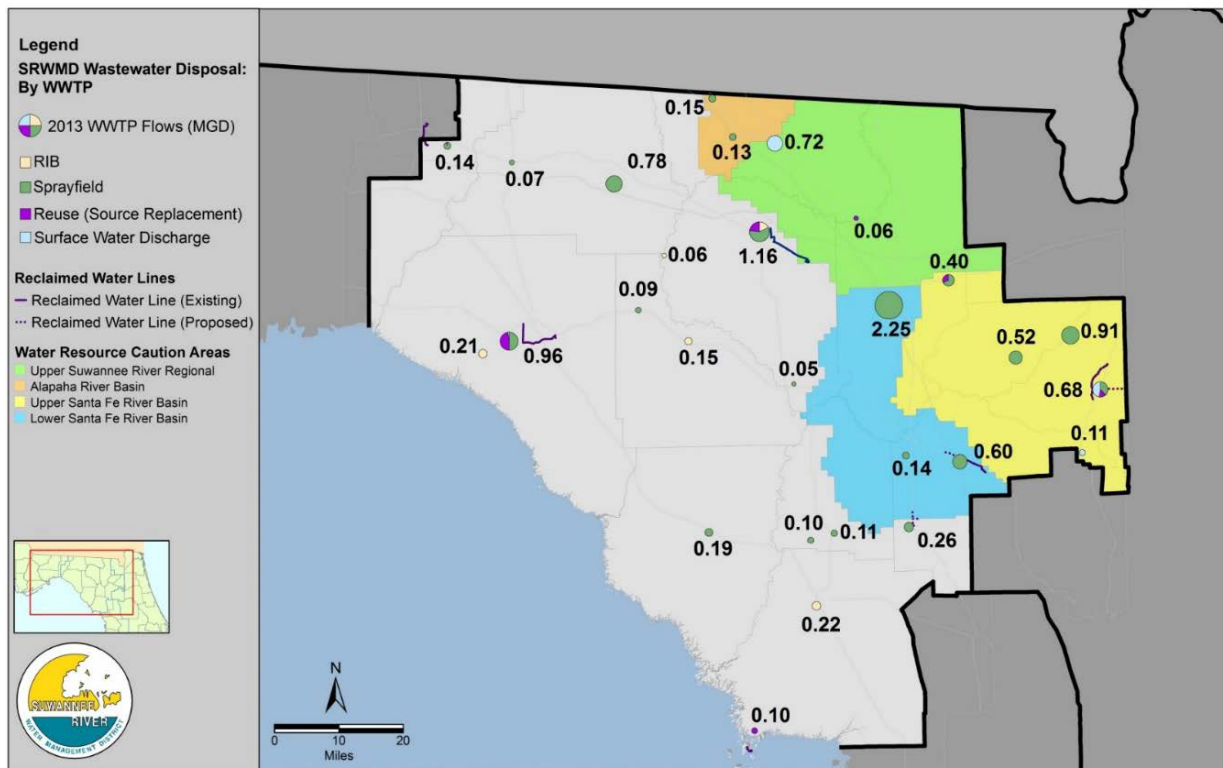 Legend
SRWMD Wastewater Disposal:
By WWTP
2013 WWTP Flows (MGD)
RIB
Sprayfield
Reuse (Source Replacement)
Surface Water Discharge
Reclaimed Water Lines
Reclaimed Water Line (Existing)
Reclaimed Water Line (Proposed)
Water Resource Caution Areas
Upper Suwannee River Regional
Alapaha River Basin
Upper Santa Fe River Basin
Lower Santa Fe River Basin
SUWANNEE
RIVER
WATER MANAGEMENT DISTRICT
0.15
0.14
0.07
0.78
0.13
0.72
0.06
1.16
0.06
0.40
0.09
2.25
0.21
0.96
0.15
0.52
0.91
0.05
0.68
0.11
0.14
0.60
0.10
0.11
0.26
0.19
0.22
0.10
N
0 10 20
Miles